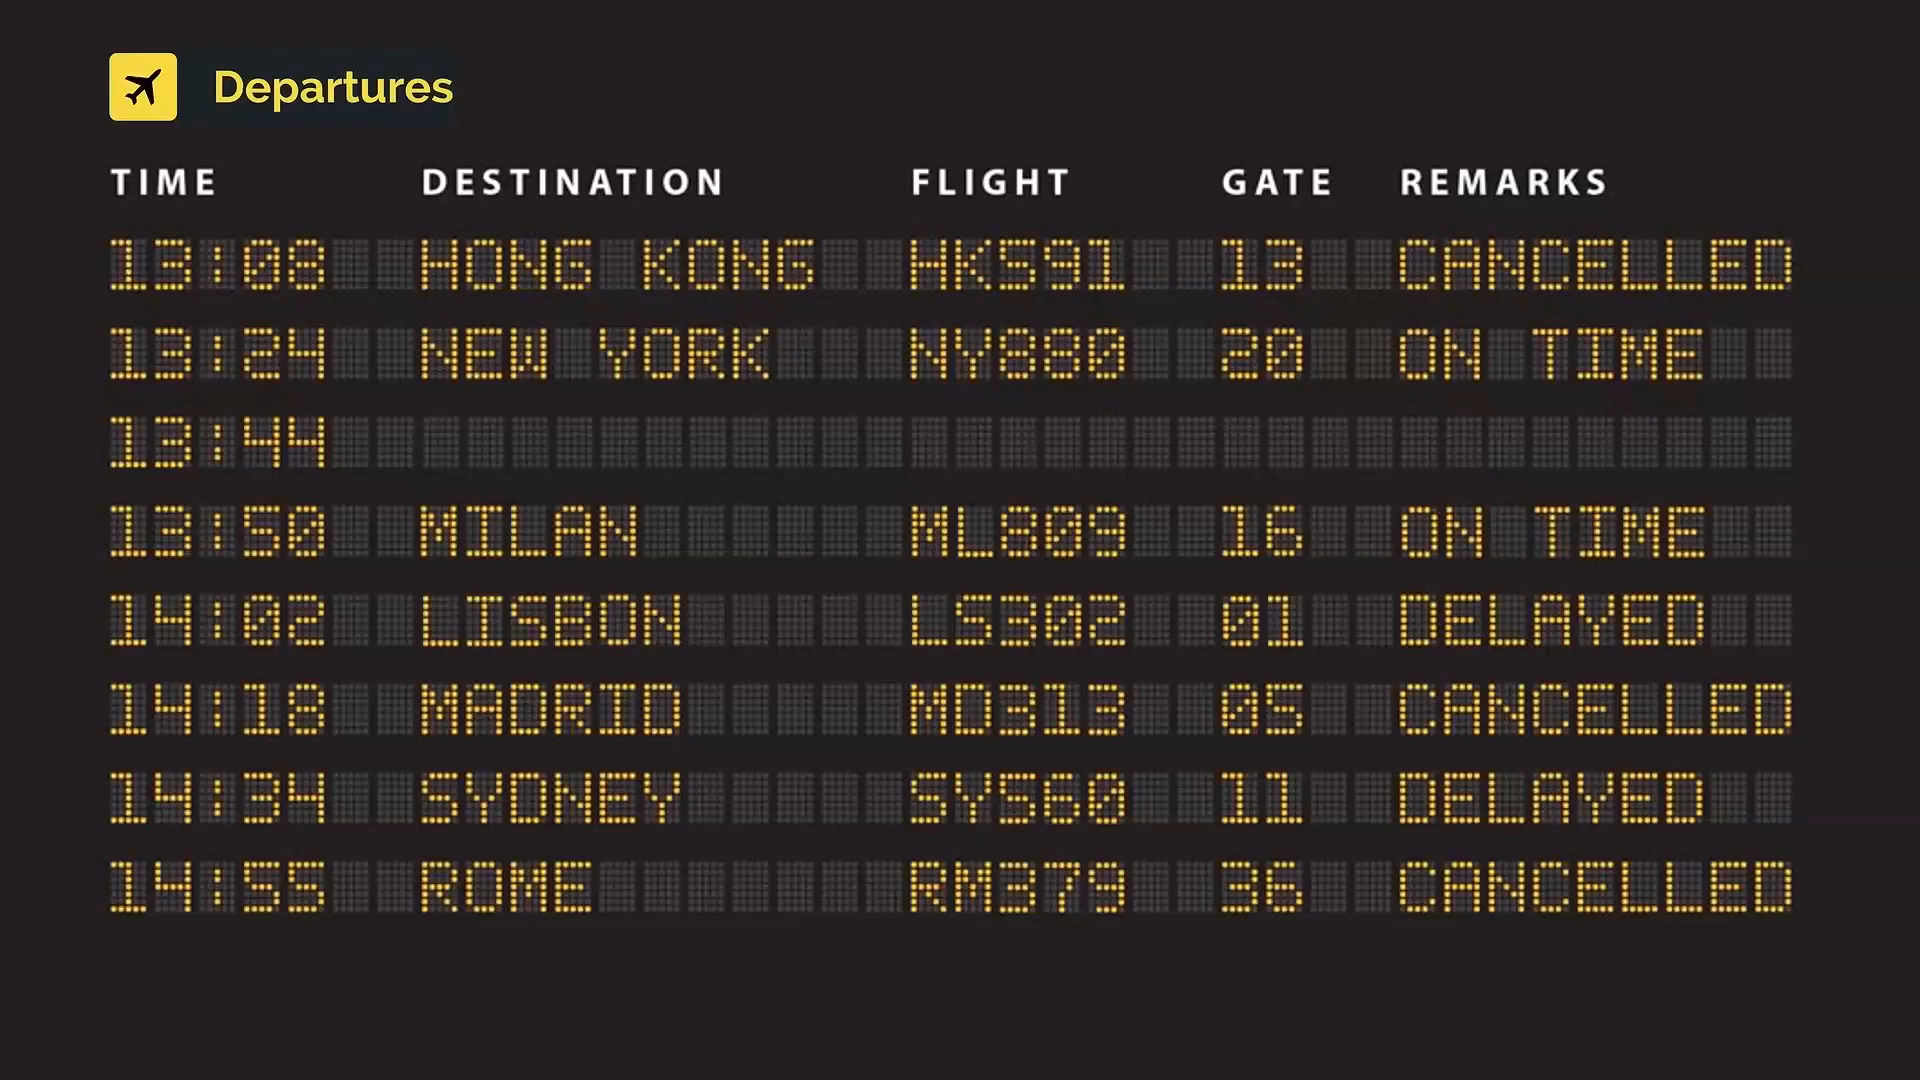 Departures
TIME DESTINATION FLIGHT GATE REMARKS
13:08 HONG KONG HK591 13 CANCELLED
13:24 NEW YORK NY880 20 ON TIME
13:44
13:50 MILAN ML809 16 ON TIME
14:02 LISBON LS302 01 DELAYED
14:18 MADRID MD313 05 CANCELLED
14:34 SYDNEY SY560 11 DELAYED
14:55 ROME RM379 36 CANCELLED